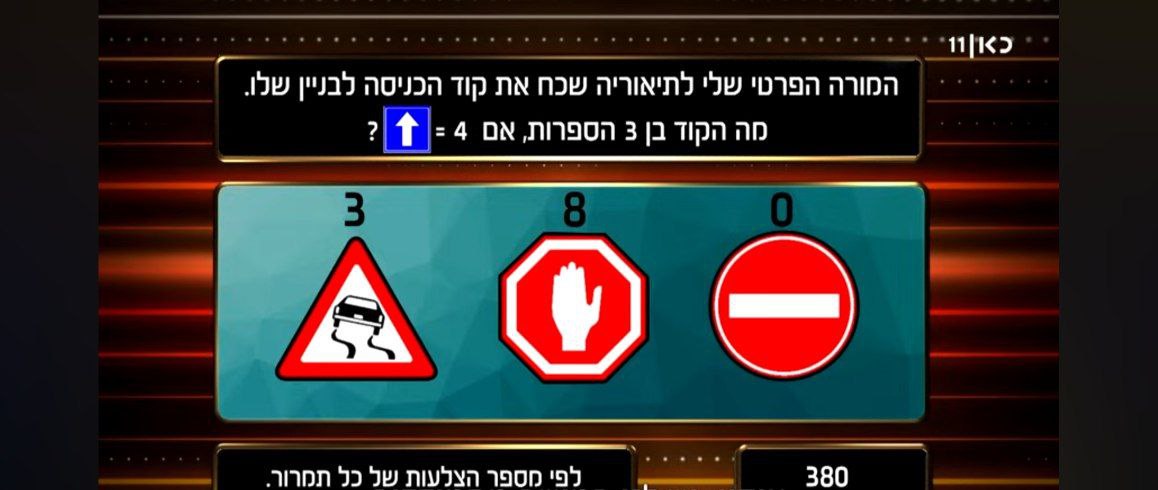 כאן|11
המורה הפרטי שלי לתיאוריה שכח את קוד הכניסה לבניין שלו.
מה הקוד בן 3 הספרות, אם 4 = ?
3 8 0
380
לפי מספר הצלעות של כל תמרור.